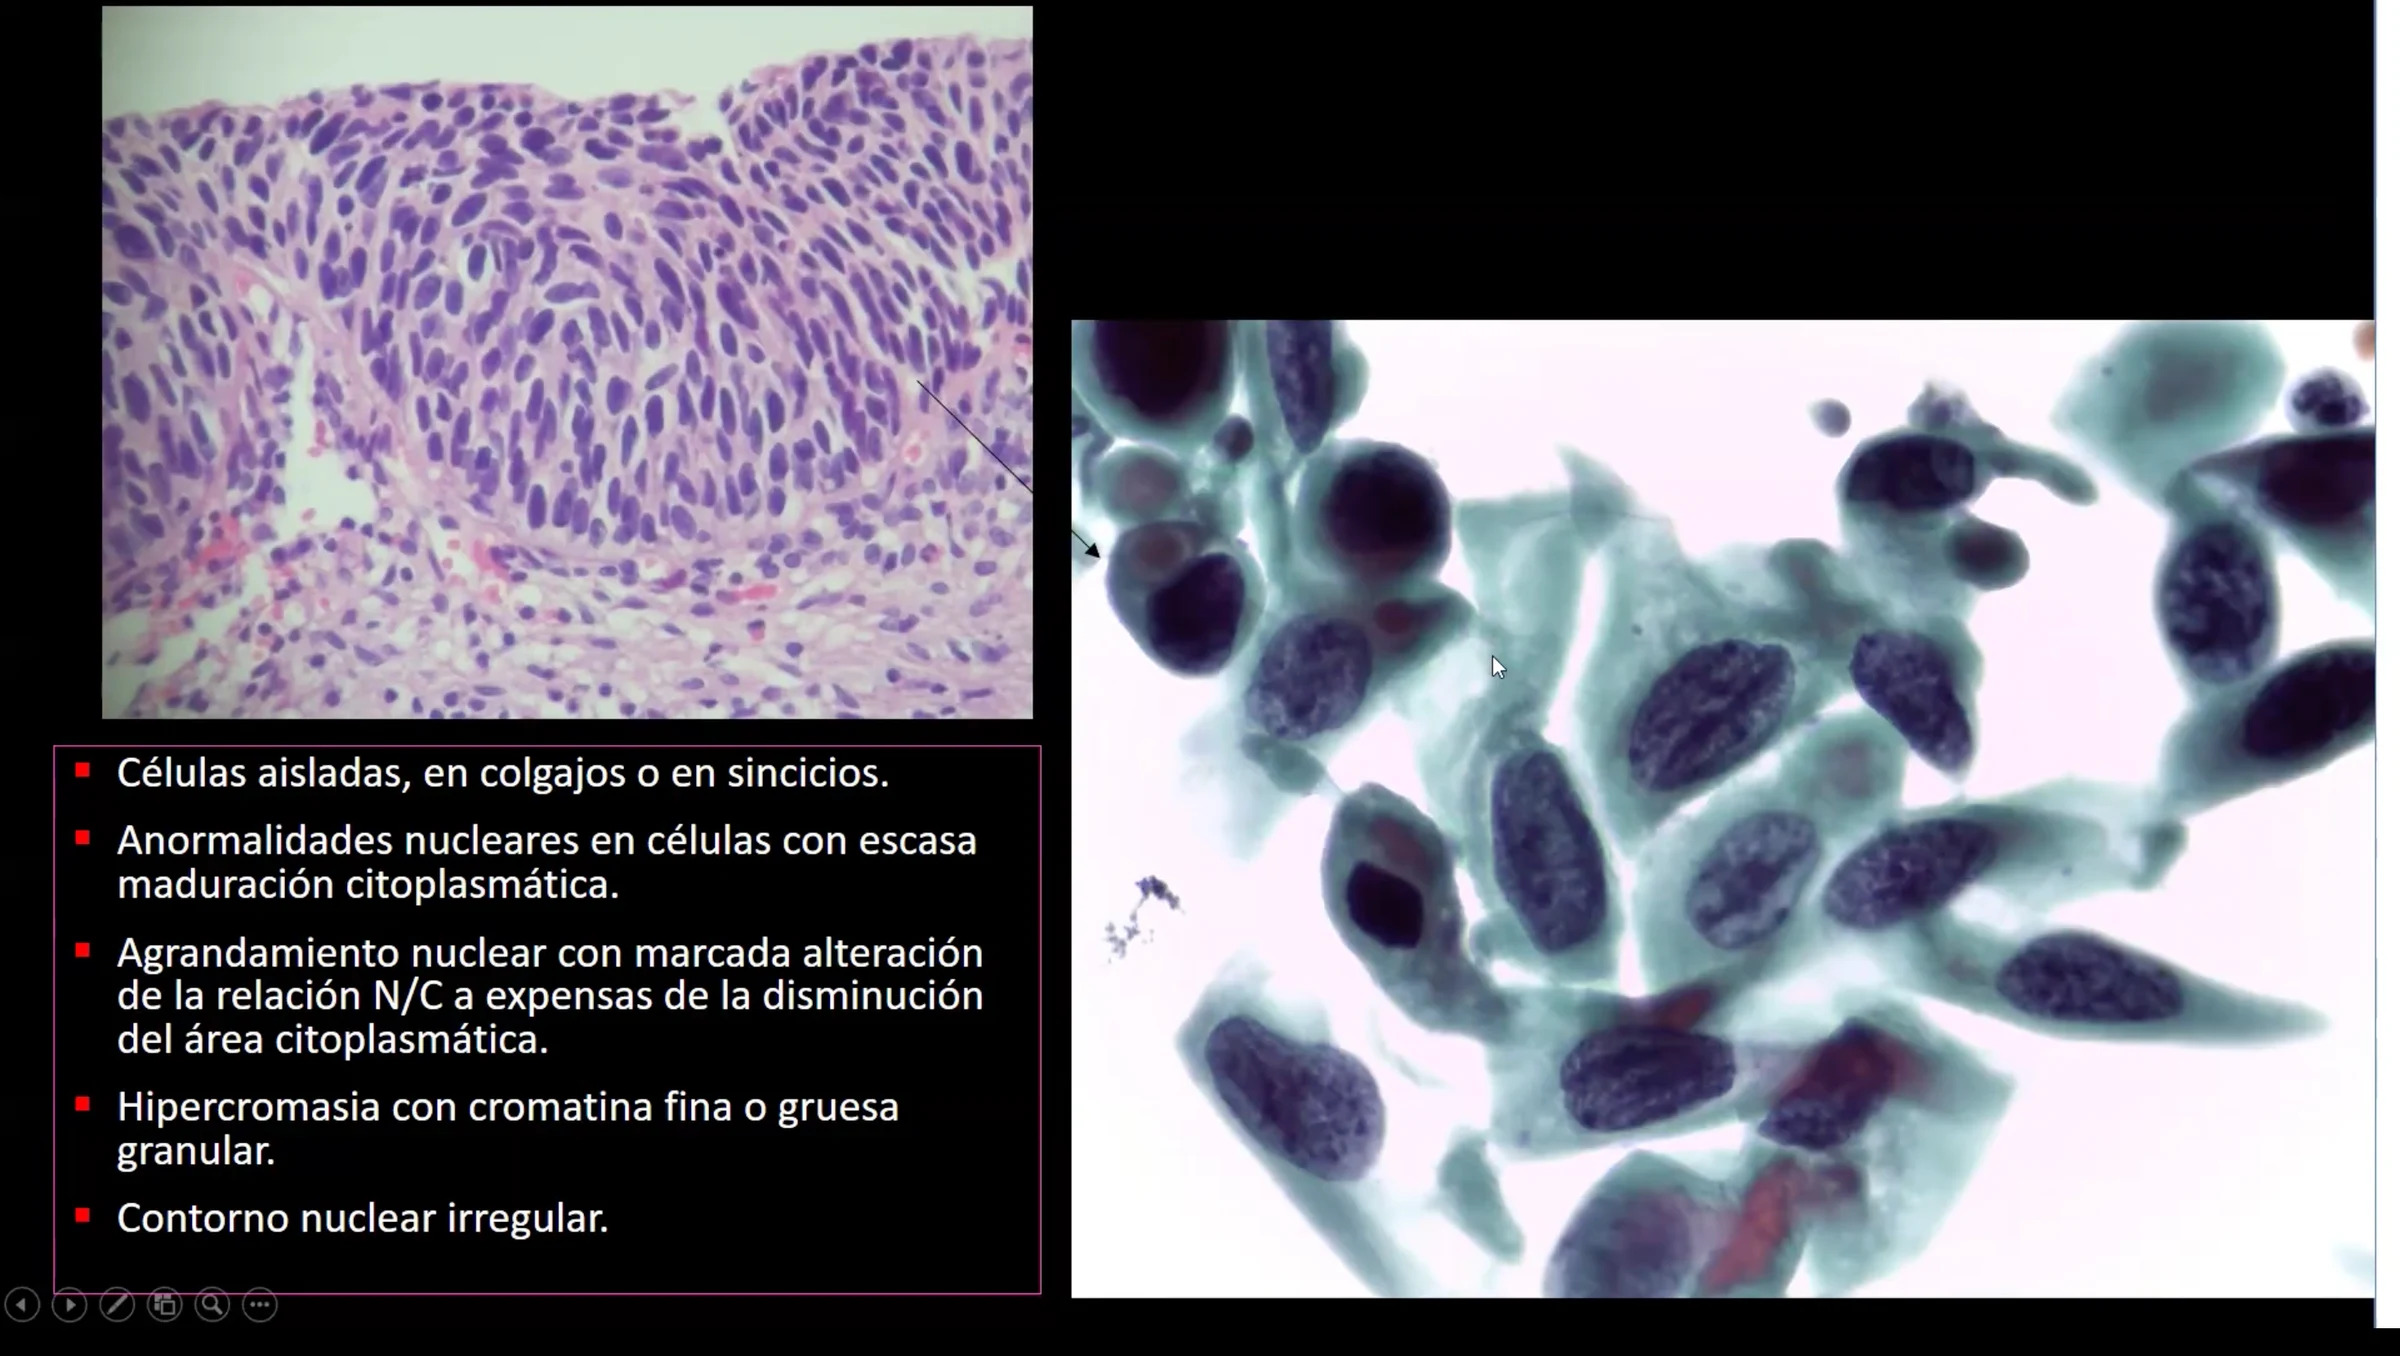 Células aisladas, en colgajos o en sincicios.
Anormalidades nucleares en células con escasa
maduración citoplasmática.
Agrandamiento nuclear con marcada alteración
de la relación N/C a expensas de la disminución
del área citoplasmática.
Hipercromasia con cromatina fina o gruesa
granular.
Contorno nuclear irregular.